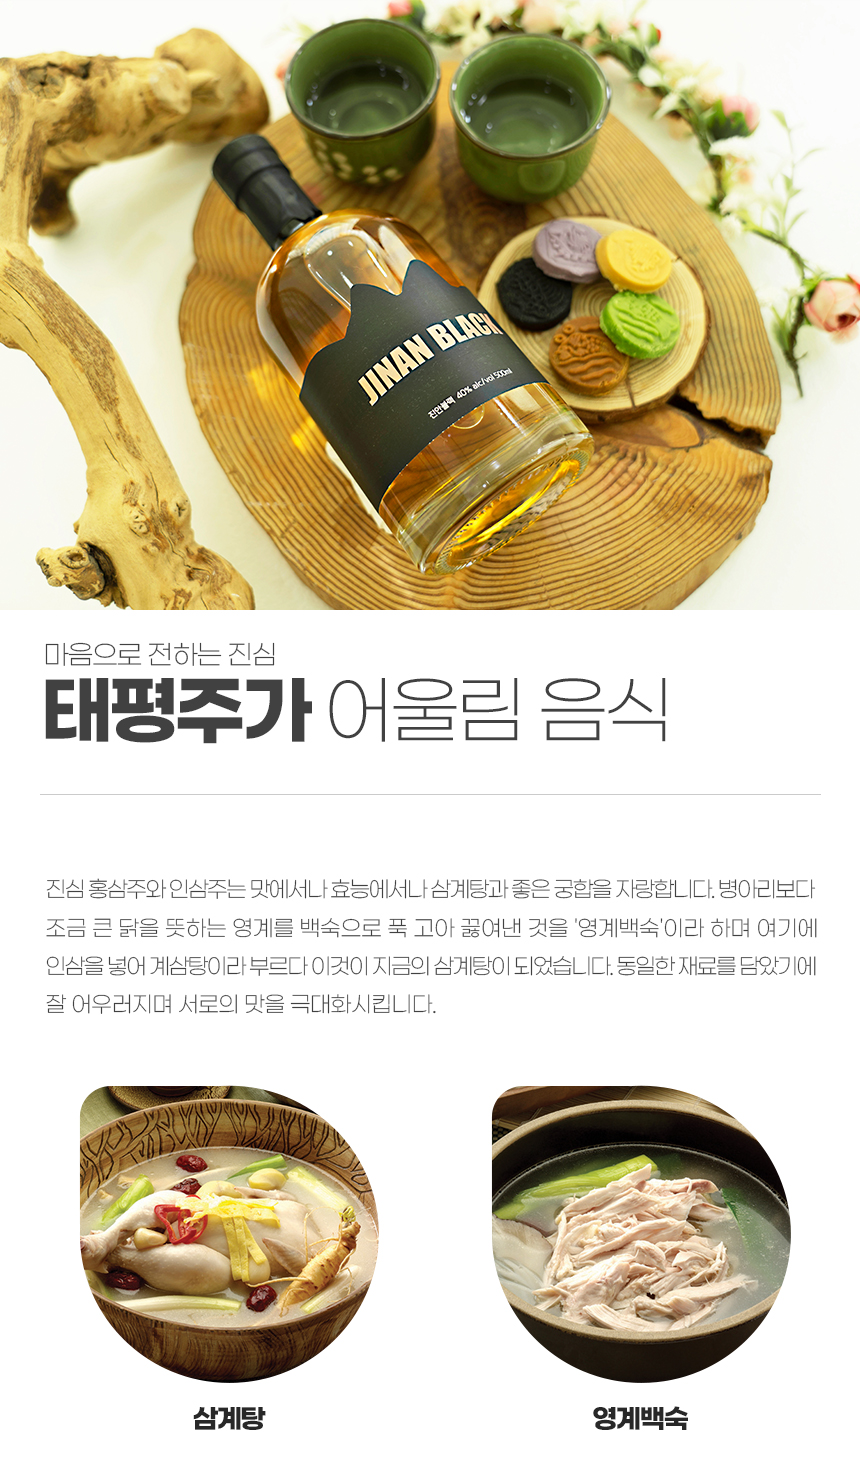 JINAN BLACK
진안블랙 40% alc/vol 500ml
마음으로 전하는 진심
태평주가 어울림 음식
진심 홍삼주와 인삼주는 맛에서나 효능에서나 삼계탕과 좋은 궁합을 자랑합니다. 병아리보다
조금 큰 닭을 뜻하는 영계를 백숙으로 푹 고아 끓여낸 것을 '영계백숙'이라 하며 여기에
인삼을 넣어 계삼탕이라 부르다 이것이 지금의 삼계탕이 되었습니다. 동일한 재료를 담았기에
잘 어우러지며 서로의 맛을 극대화시킵니다.
삼계탕
영계백숙